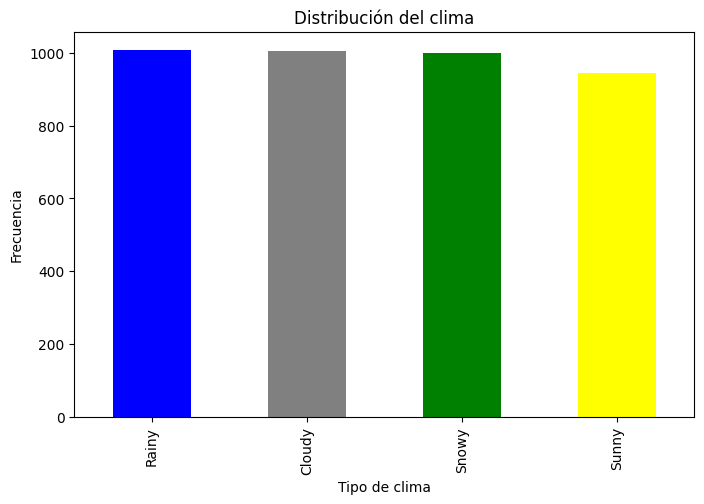 Distribución del clima
Frecuencia
1000
800
600
400
200
0
Rainy
Cloudy
Snowy
Sunny
Tipo de clima